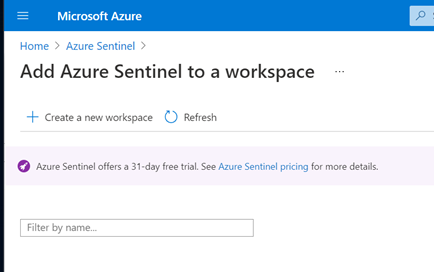 Microsoft Azure
Home > Azure Sentinel >
Add Azure Sentinel to a workspace ...
+ Create a new workspace Refresh
Azure Sentinel offers a 31-day free trial. See Azure Sentinel pricing for more details.
Filter by name...